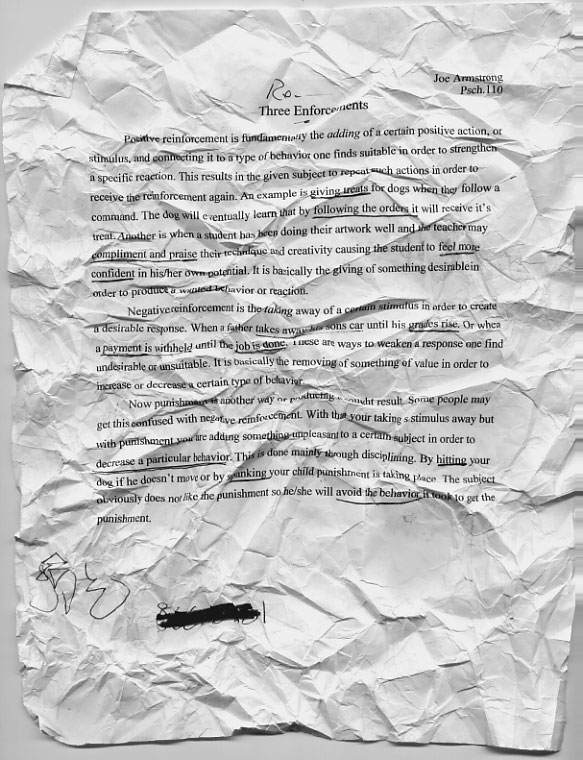 Joe Armstrong
Psch.110
Re-
Three Enforcements
Positive reinforcement is fundamentally the adding of a certain positive action, or
stimulus, and connecting it to a type of behavior one finds suitable in order to strengthen
a specific reaction. This results in the given subject to repeat such actions in order to
receive the reinforcement again. An example is giving treats for dogs when they follow a
command. The dog will eventually learn that by following the orders it will receive it's
treat. Another is when a student has been doing their artwork well and the teacher may
compliment and praise their technique and creativity causing the student to feel more
confident in his/her own potential. It is basically the giving of something desirable in
order to produce a wanted behavior or reaction.
Negative reinforcement is the taking away of a certain stimulus in order to create
a desirable response. When a father takes away his sons car until his grades rise. Or when
a payment is withheld until the job is done. These are ways to weaken a response one find
undesirable or unsuitable. It is basically the removing of something of value in order to
increase or decrease a certain type of behavior.
Now punishment is another way or producing sought result. Some people may
get this confused with negative reinforcement. With that your taking s stimulus away but
with punishment you are adding something unpleasant to a certain subject in order to
decrease a particular behavior. This is done mainly through disciplining. By hitting your
dog if he doesn't move or by spanking your child punishment is taking place. The subject
obviously does not like the punishment so he/she will avoid the behavior it took to get the
punishment.